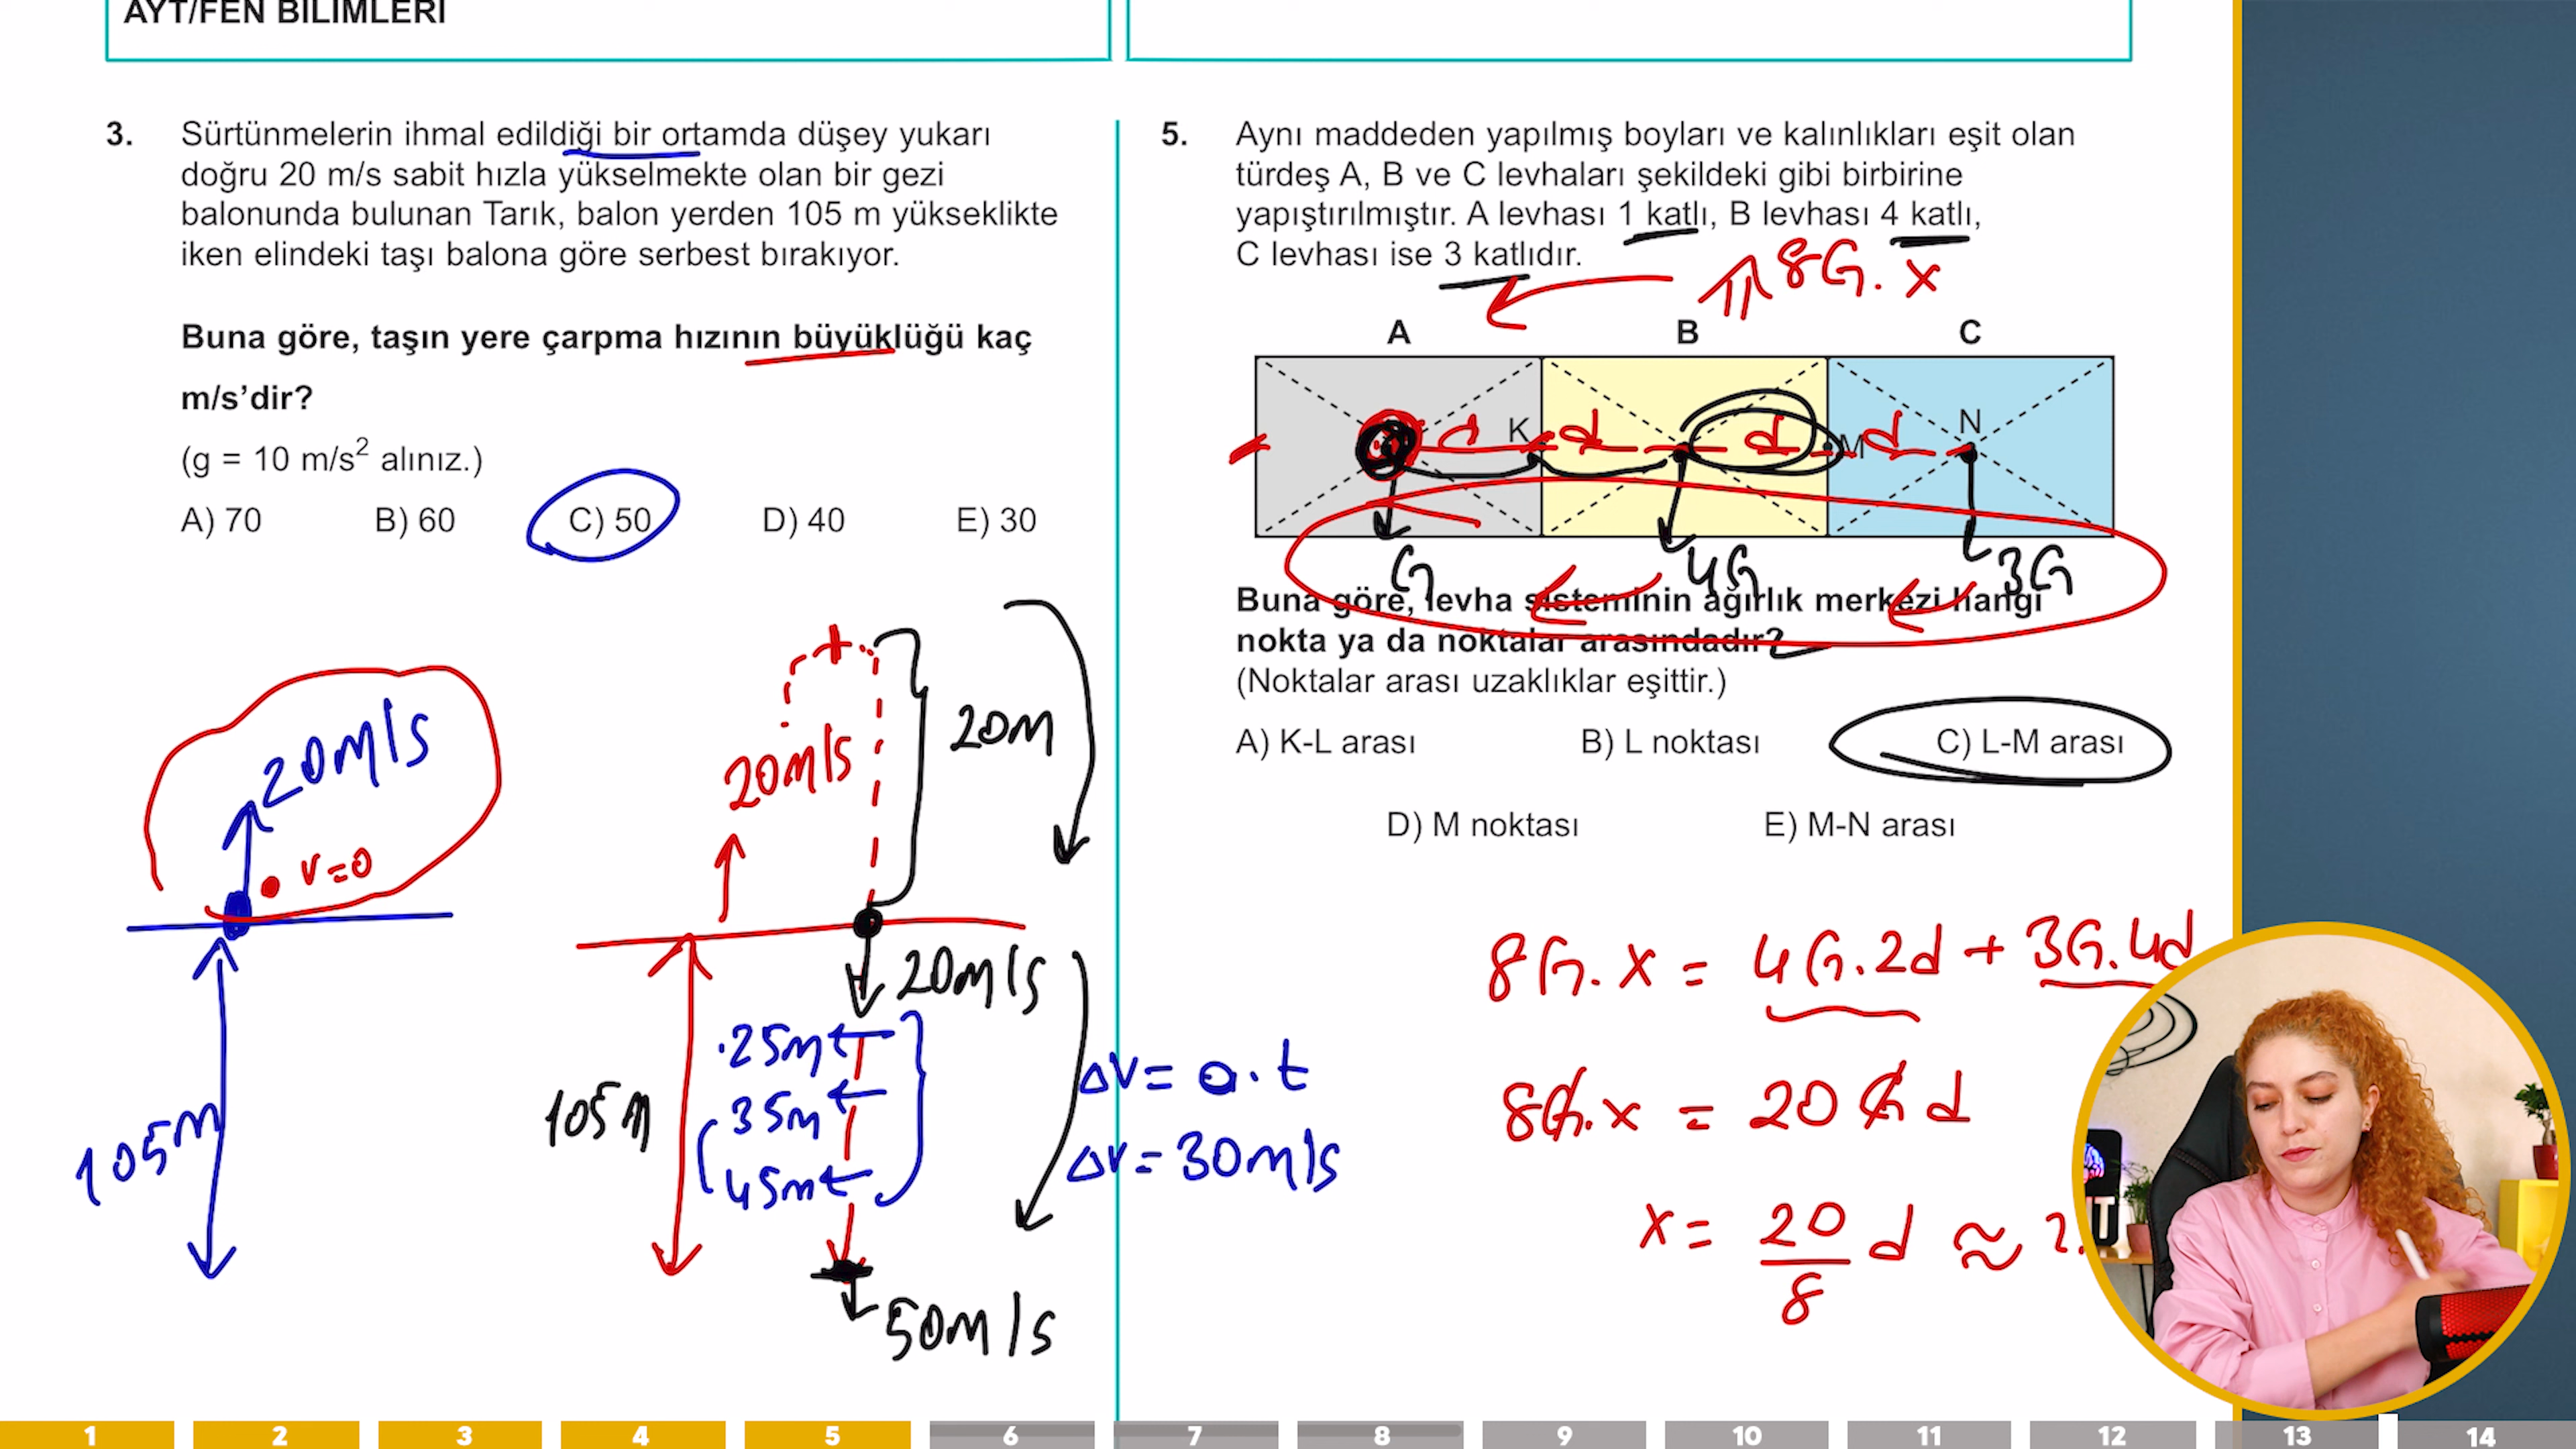 AYT/FEN BİLİMLERİ
3. Sürtünmelerin ihmal edildiği bir ortamda düşey yukarı
doğru 20 m/s sabit hızla yükselmekte olan bir gezi
balonunda bulunan Tarık, balon yerden 105 m yükseklikte
iken elindeki taşı balona göre serbest bırakıyor.
Buna göre, taşın yere çarpma hızının büyüklüğü kaç
m/s'dir?
(g = 10 m/s² alınız.)
A) 70 B) 60 C) 50 D) 40 E) 30
20m/s
v=0
105m
20m/s
20m
105m
20m/s
25m
35m
45m
50m/s
Δv = a.t
Δv = 30m/s
5. Aynı maddeden yapılmış boyları ve kalınlıkları eşit olan
türdeş A, B ve C levhaları şekildeki gibi birbirine
yapıştırılmıştır. A levhası 1 katlı, B levhası 4 katlı,
C levhası ise 3 katlıdır.
8G.x
A B C
d K d d M d N
G 4G 3G
Buna göre, levha sisteminin ağırlık merkezi hangi
nokta ya da noktalar arasındadır?
(Noktalar arası uzaklıklar eşittir.)
A) K-L arası B) L noktası C) L-M arası
D) M noktası E) M-N arası
8G.x = 4G.2d + 3G.4d
8G.x = 20 G d
x = 20/8 d ≈ 2.
1 2 3 4 5 6 7 8 9 10 11 12 13 14